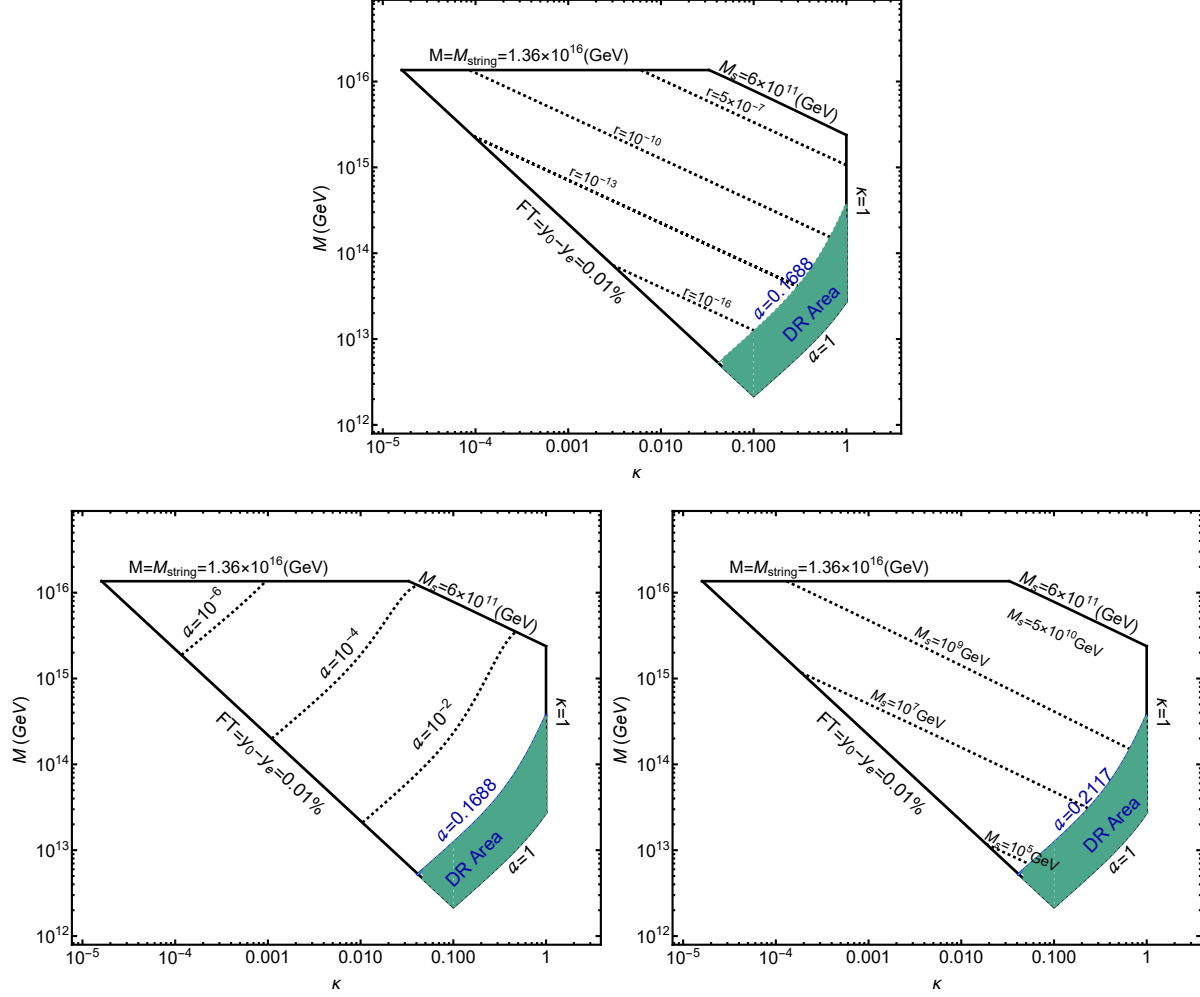 M=M_string=1.36×10^16(GeV)
M_s=6×10^11(GeV)
r=5×10^-7
r=10^-10
r=10^-13
r=10^-16
FT=y_0-y_e=0.01%
κ=1
a=0.1688
DR Area
a=1
M (GeV)
10^16
10^15
10^14
10^13
10^12
10^-5 10^-4 0.001 0.010 0.100 1
κ
M=M_string=1.36×10^16(GeV)
M_s=6×10^11(GeV)
a=10^-6
a=10^-4
a=10^-2
FT=y_0-y_e=0.01%
κ=1
a=0.1688
DR Area
a=1
M (GeV)
10^16
10^15
10^14
10^13
10^12
10^-5 10^-4 0.001 0.010 0.100 1
κ
M=M_string=1.36×10^16(GeV)
M_s=6×10^11(GeV)
M_s=5×10^10GeV
M_s=10^9GeV
M_s=10^7GeV
M_s=10^5GeV
FT=y_0-y_e=0.01%
κ=1
a=0.2117
DR Area
a=1
M (GeV)
10^16
10^15
10^14
10^13
10^12
10^-5 10^-4 0.001 0.010 0.100 1
κ